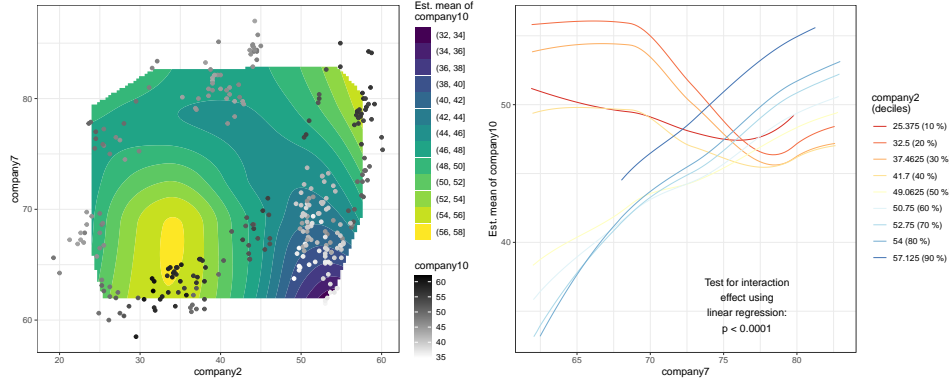 Est. mean of
company10
(32, 34]
(34, 36]
(36, 38]
(38, 40]
(40, 42]
(42, 44]
(44, 46]
(46, 48]
(48, 50]
(50, 52]
(52, 54]
(54, 56]
(56, 58]
company10
60
55
50
45
40
35
company7
80
70
60
20
30
40
50
60
company2
Est. mean of company10
50
40
Test for interaction
effect using
linear regression:
p < 0.0001
65
70
75
80
company7
company2
(deciles)
25.375 (10 %)
32.5 (20 %)
37.4625 (30 %
41.7 (40 %)
49.0625 (50 %
50.75 (60 %)
52.75 (70 %)
54 (80 %)
57.125 (90 %)